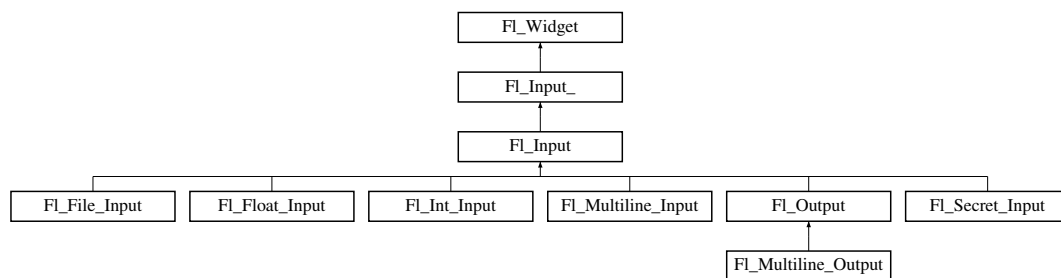 Fl_Widget
Fl_Input_
Fl_Input
Fl_File_Input
Fl_Float_Input
Fl_Int_Input
Fl_Multiline_Input
Fl_Output
Fl_Secret_Input
Fl_Multiline_Output